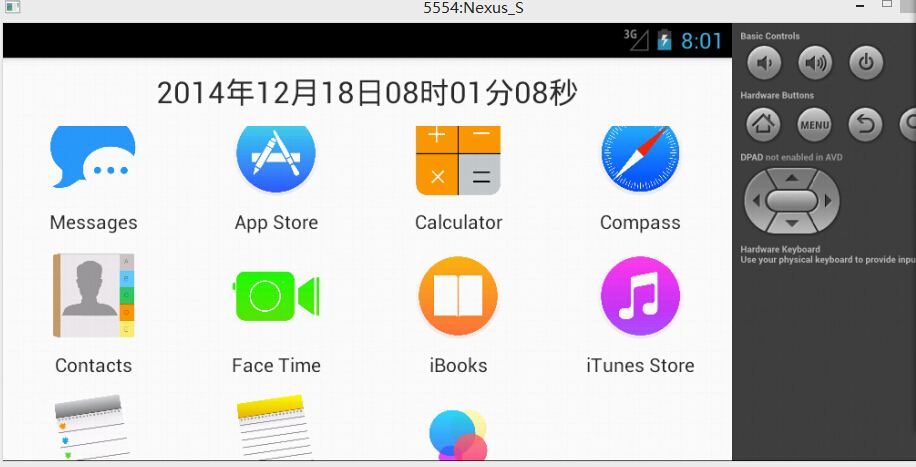 5554:Nexus_S
3G 8:01
2014年12月18日08时01分08秒
Messages App Store Calculator Compass
Contacts Face Time iBooks iTunes Store
Basic Controls
Hardware Buttons
MENU
DPAD not enabled in AVD
Hardware Keyboard
Use your physical keyboard to provide inpu